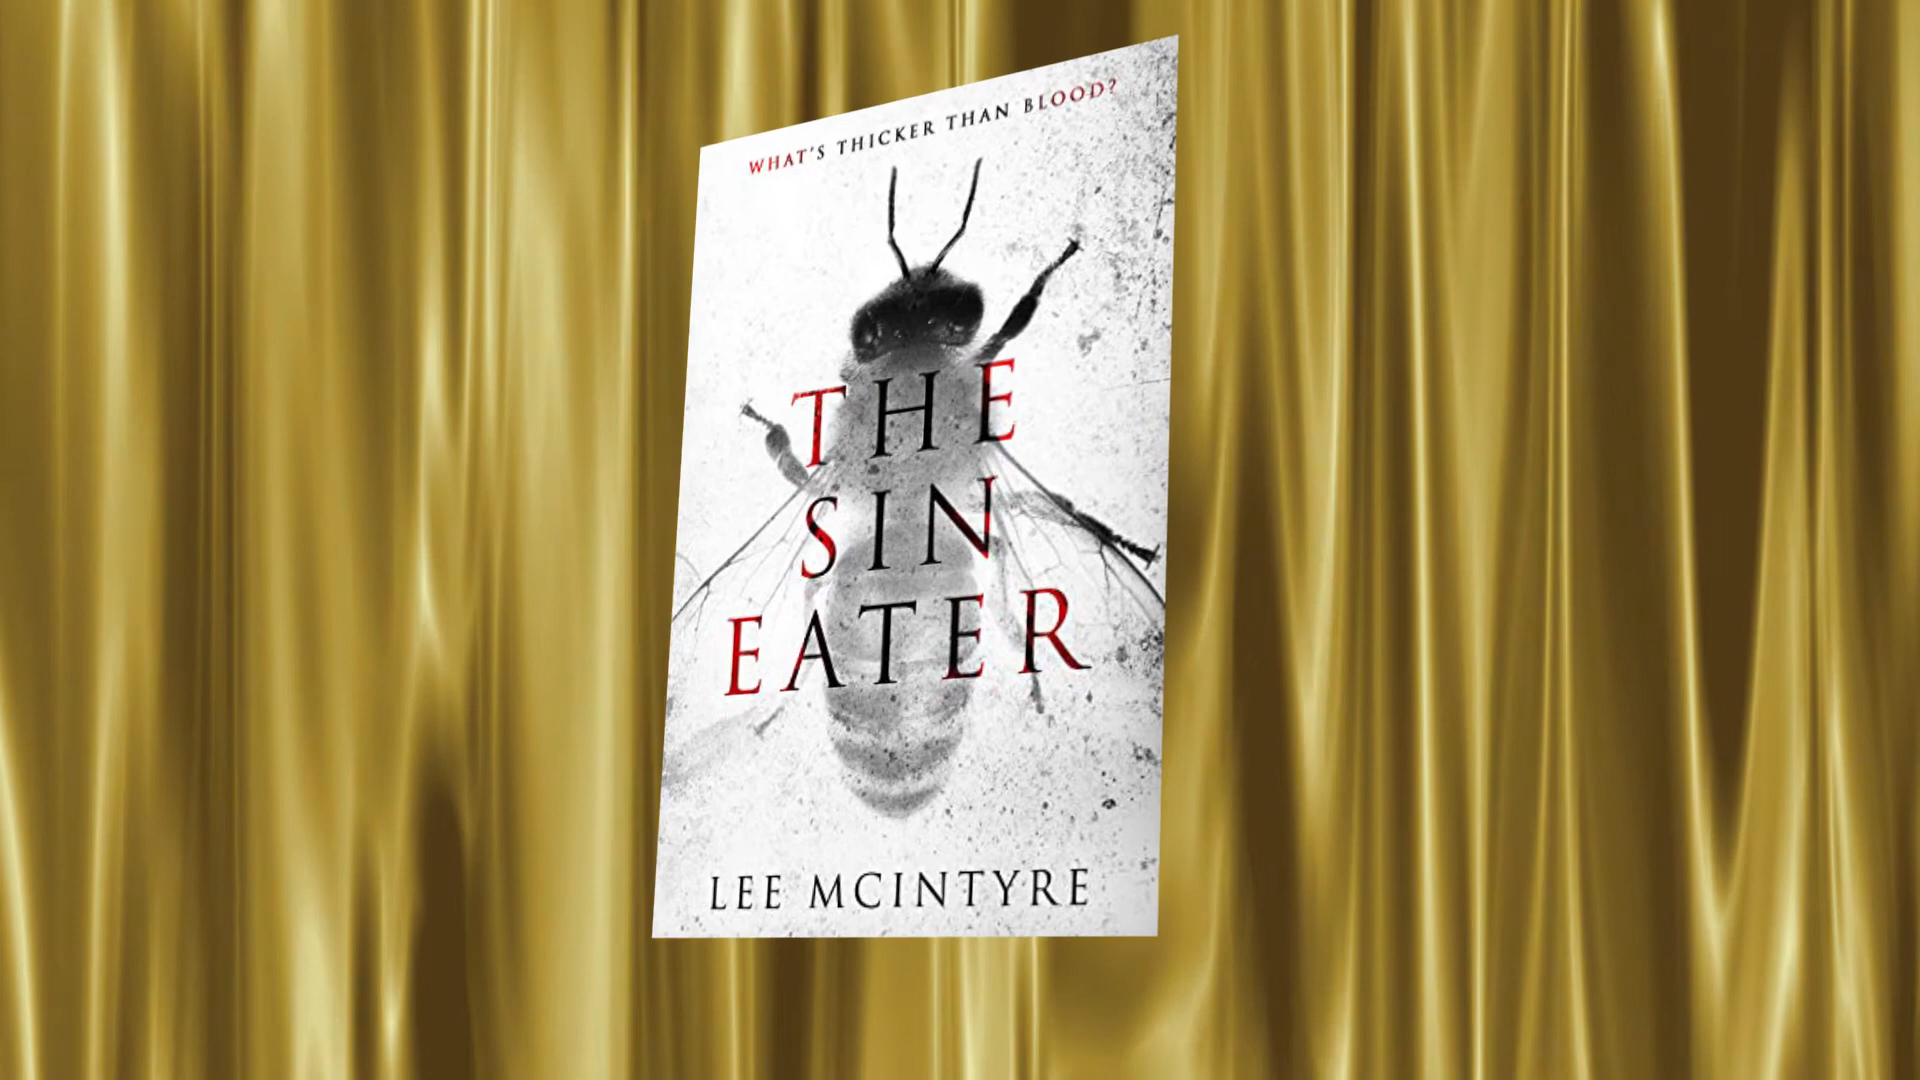 WHAT'S THICKER THAN BLOOD?
THE
SIN
EATER
LEE MCINTYRE